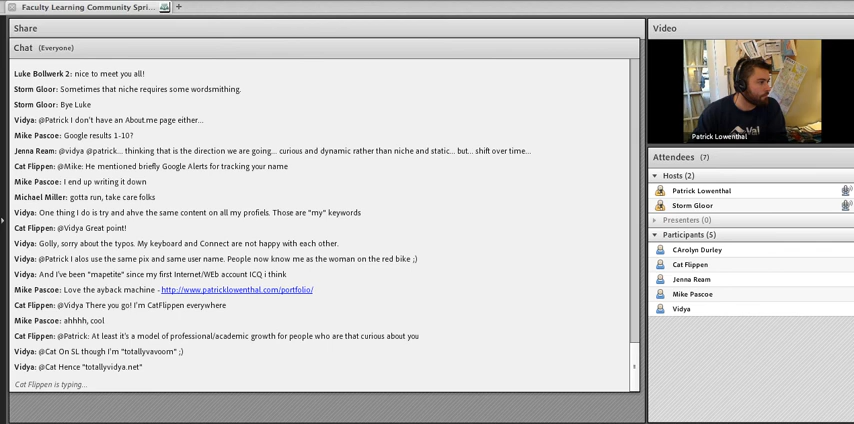 Faculty Learning Community Spri...
Share
Chat (Everyone)
Luke Bollwerk 2: nice to meet you all!
Storm Gloor: Sometimes that niche requires some wordsmithing.
Storm Gloor: Bye Luke
Vidya: @Patrick I don't have an About.me page either...
Mike Pascoe: Google results 1-10?
Jenna Ream: @vidya @patrick... thinking that is the direction we are going... curious and dynamic rather than niche and static... but... shift over time...
Cat Flippen: @Mike: He mentioned briefly Google Alerts for tracking your name
Mike Pascoe: I end up writing it down
Michael Miller: gotta run, take care folks
Vidya: One thing I do is try and ahve the same content on all my profiels. Those are "my" keywords
Cat Flippen: @Vidya Great point!
Vidya: Golly, sorry about the typos. My keyboard and Connect are not happy with each other.
Vidya: @Patrick I alos use the same pix and same user name. People now know me as the woman on the red bike ;)
Vidya: And I've been "mapetite" since my first Internet/WEb account ICQ i think
Mike Pascoe: Love the ayback machine - http://www.patricklowenthal.com/portfolio/
Cat Flippen: @Vidya There you go! I'm CatFlippen everywhere
Mike Pascoe: ahhhh, cool
Cat Flippen: @Patrick: At least it's a model of professional/academic growth for people who are that curious about you
Vidya: @Cat On SL though I'm "totallyvavoom" ;)
Vidya: @Cat Hence "totallyvidya.net"
Cat Flippen is typing...
Video
Patrick Lowenthal
Attendees (7)
Hosts (2)
Patrick Lowenthal
Storm Gloor
Presenters (0)
Participants (5)
CArolyn Durley
Cat Flippen
Jenna Ream
Mike Pascoe
Vidya